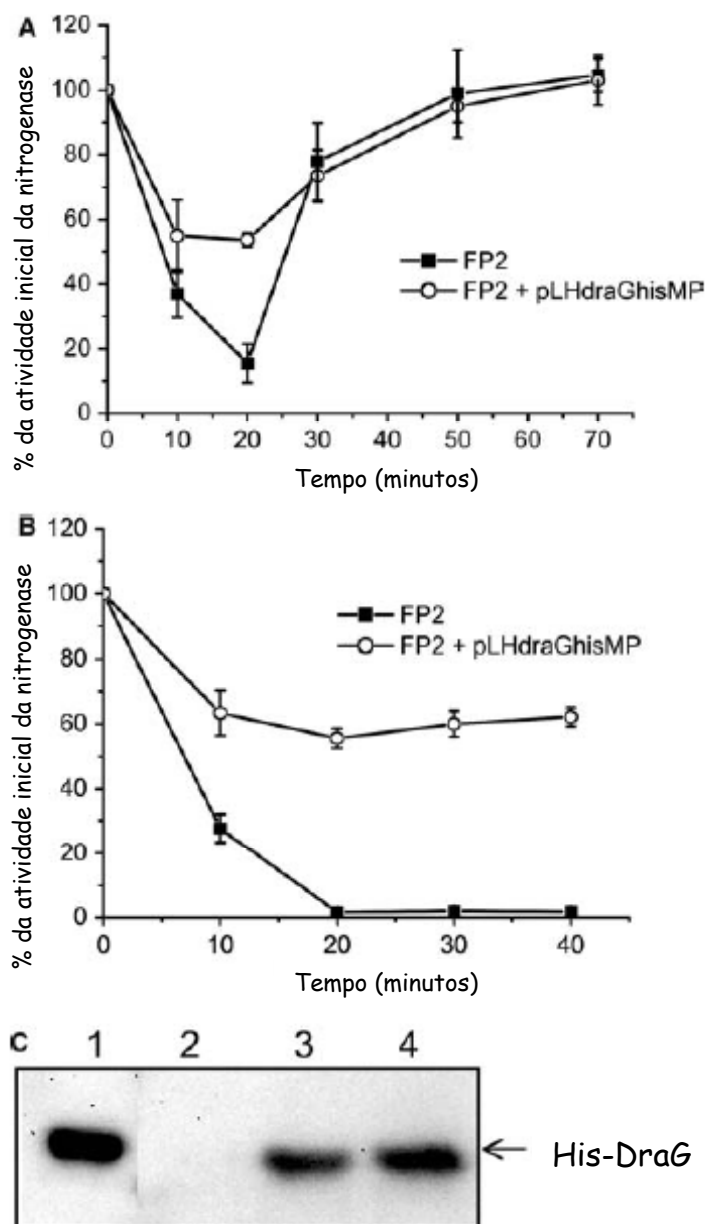 A
120
100
80
60
40
20
0
% da atividade inicial da nitrogenase
FP2
FP2 + pLHdraGhisMP
0 10 20 30 40 50 60 70
Tempo (minutos)
B
120
100
80
60
40
20
0
% da atividade inicial da nitrogenase
FP2
FP2 + pLHdraGhisMP
0 10 20 30 40
Tempo (minutos)
C 1 2 3 4
His-DraG